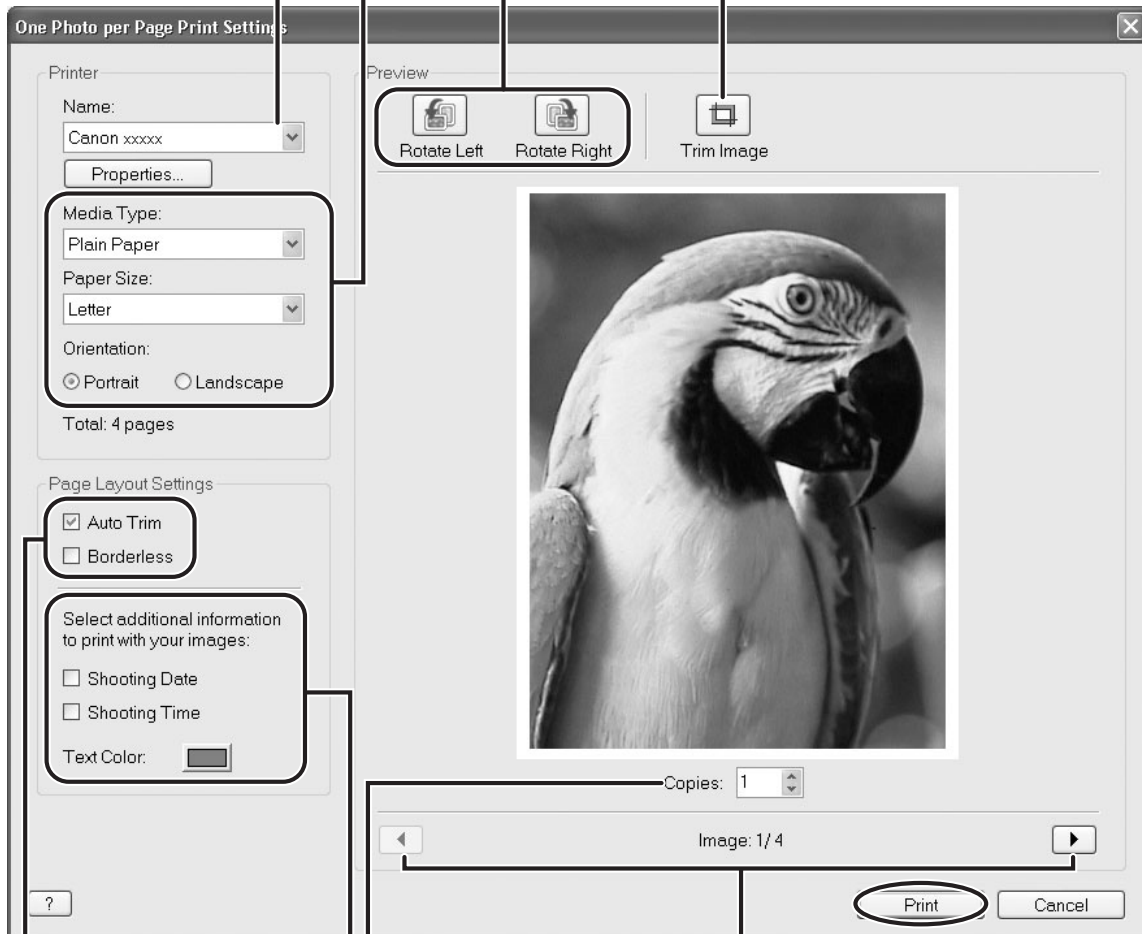 One Photo per Page Print Settings
Printer
Name:
Canon xxxxx
Properties...
Media Type:
Plain Paper
Paper Size:
Letter
Orientation:
Portrait Landscape
Total: 4 pages
Page Layout Settings
Auto Trim
Borderless
Select additional information
to print with your images:
Shooting Date
Shooting Time
Text Color:
?
Preview
Rotate Left Rotate Right Trim Image
Copies: 1
Image: 1/ 4
Print Cancel